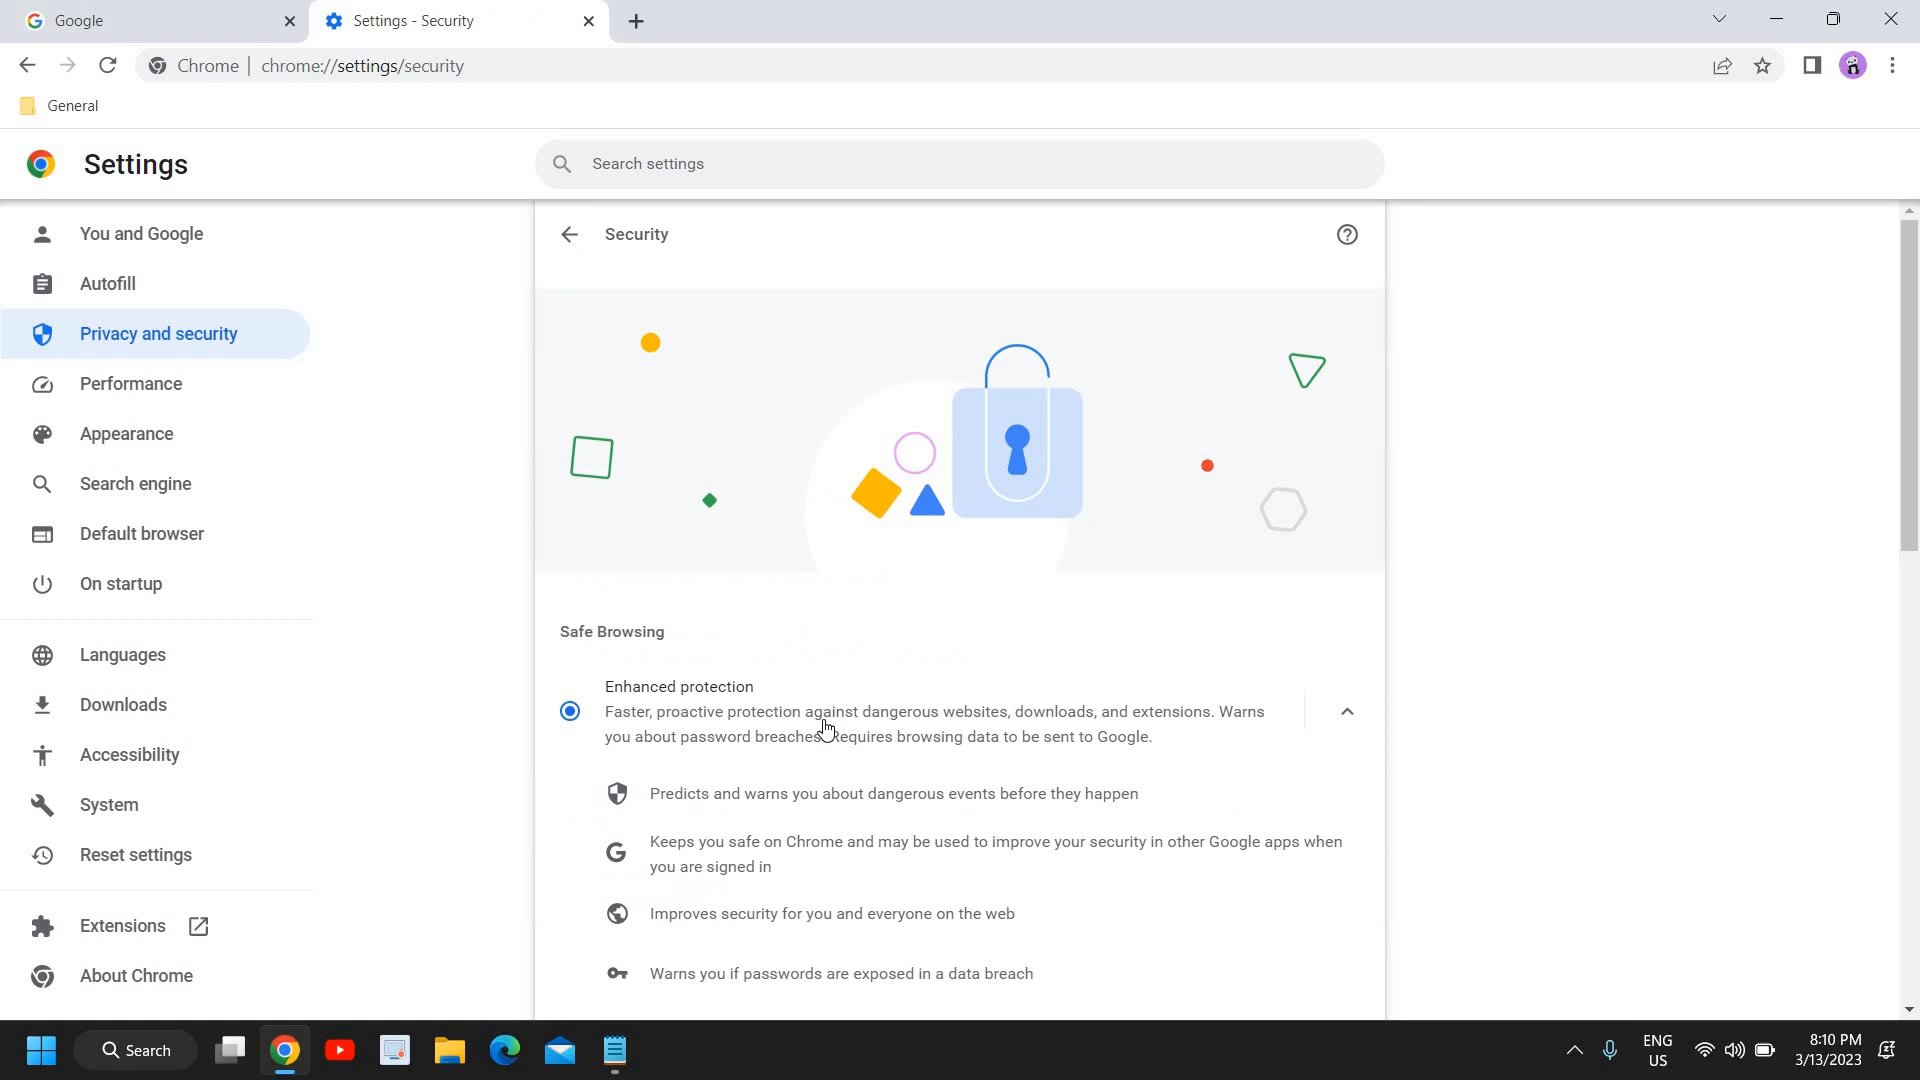 Google
Settings - Security
Chrome
chrome://settings/security
General
Settings
Search settings
You and Google
Autofill
Privacy and security
Performance
Appearance
Search engine
Default browser
On startup
Languages
Downloads
Accessibility
System
Reset settings
Extensions
About Chrome
Security
Safe Browsing
Enhanced protection
Faster, proactive protection against dangerous websites, downloads, and extensions. Warns
you about password breaches. Requires browsing data to be sent to Google.
Predicts and warns you about dangerous events before they happen
Keeps you safe on Chrome and may be used to improve your security in other Google apps when
you are signed in
Improves security for you and everyone on the web
Warns you if passwords are exposed in a data breach
Search
ENG
US
8:10 PM
3/13/2023